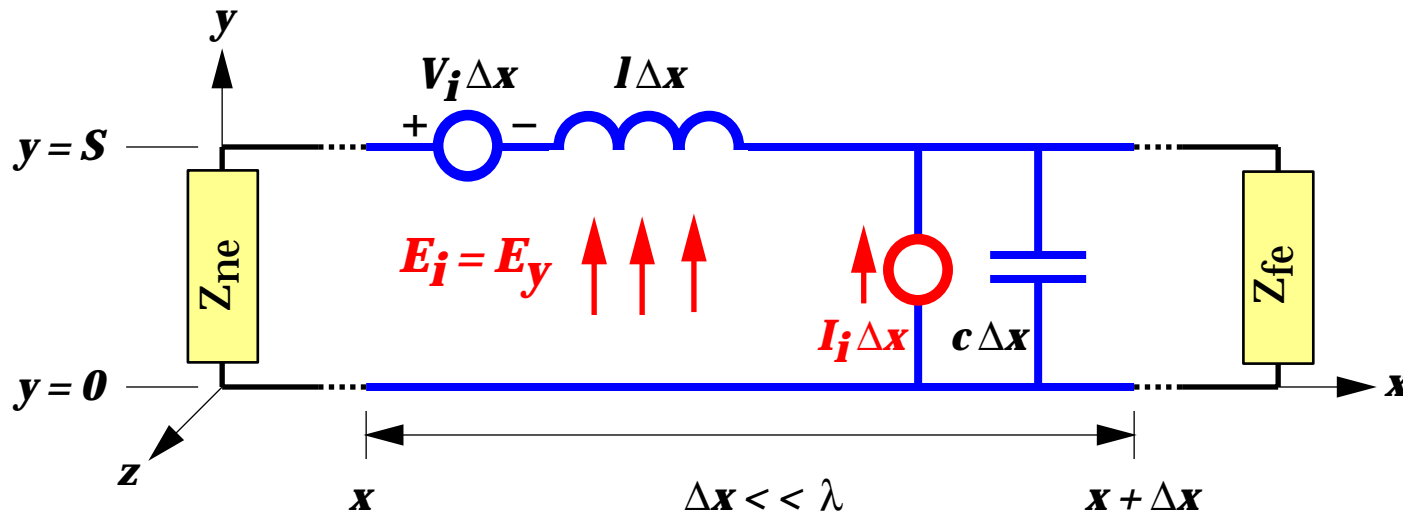 y
V_i Δx
l Δx
+
−
y = S
Z_ne
E_i = E_y
I_i Δx
c Δx
Z_fe
y = 0
x
z
x
Δx << λ
x + Δx